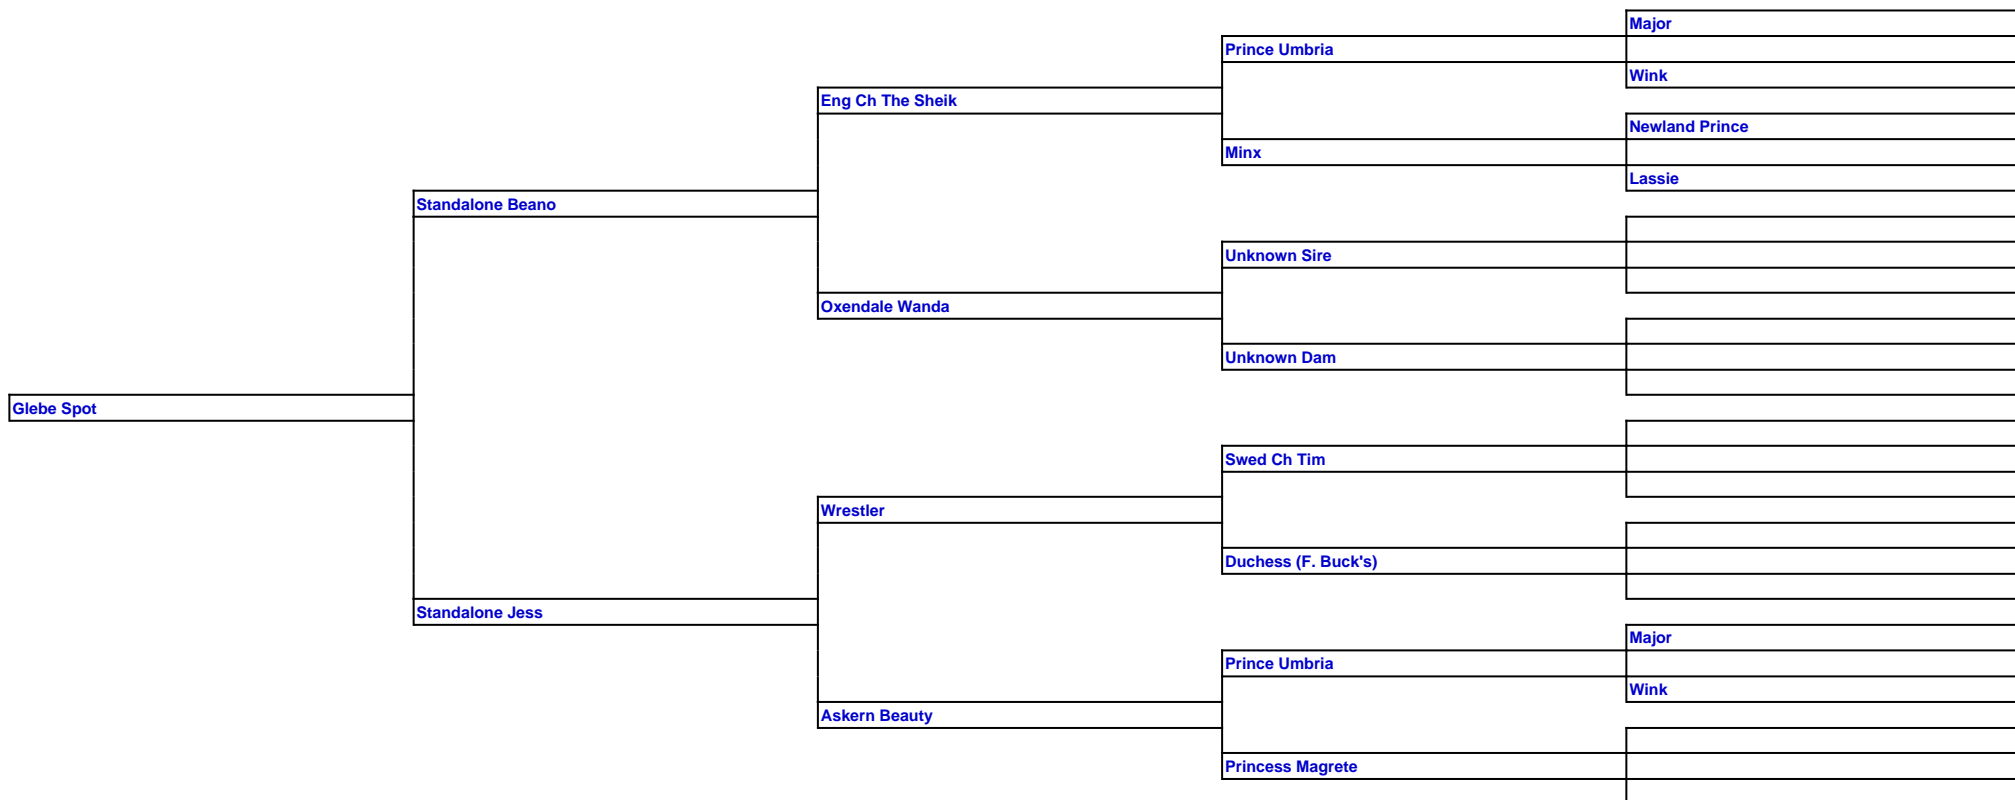 Major
Prince Umbria
Wink
Eng Ch The Sheik
Newland Prince
Minx
Lassie
Standalone Beano
Unknown Sire
Oxendale Wanda
Unknown Dam
Glebe Spot
Swed Ch Tim
Wrestler
Duchess (F. Buck's)
Standalone Jess
Major
Prince Umbria
Wink
Askern Beauty
Princess Magrete